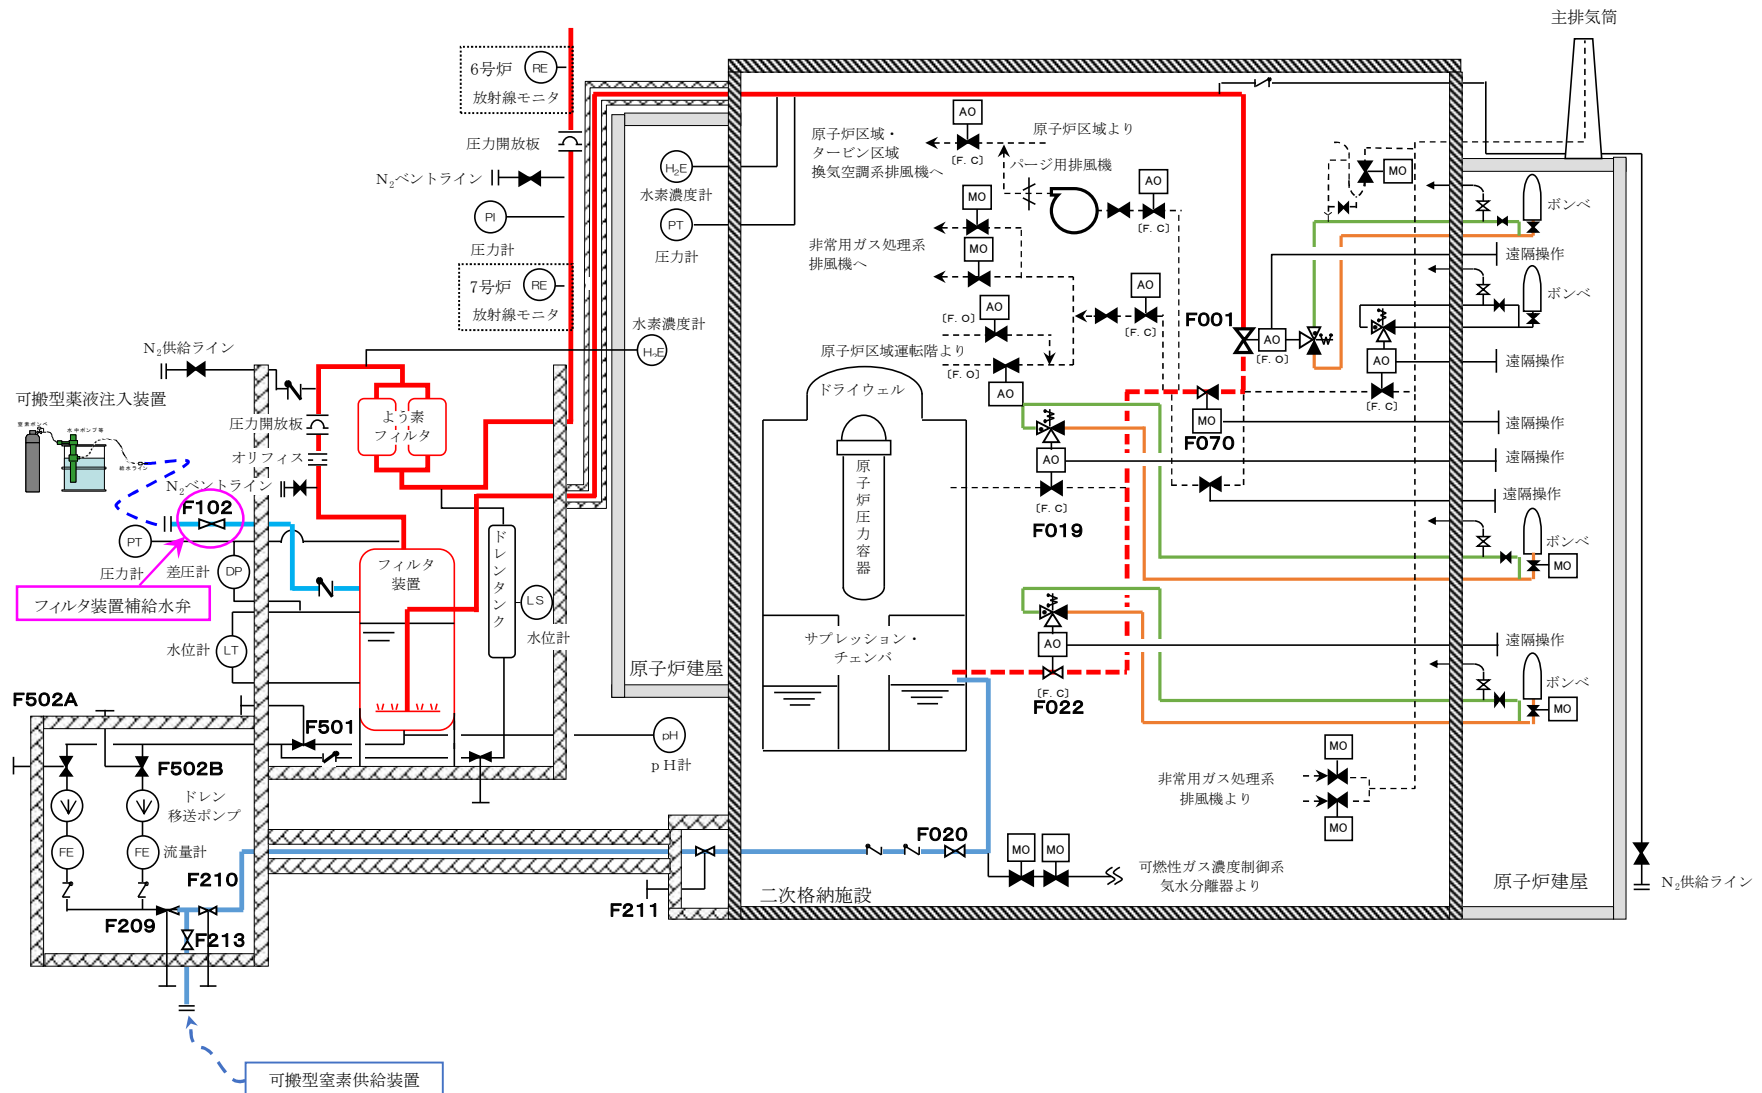 主排気筒
6号炉
RE
放射線モニタ
圧力開放板
N₂ベントライン
PI
圧力計
7号炉
RE
放射線モニタ
H₂E
水素濃度計
PT
圧力計
水素濃度計
H₂E
原子炉建屋
AO
原子炉区域・
タービン区域
換気空調系排風機へ
(F. C)
原子炉区域より
パージ用排風機
MO
AO
(F. C)
非常用ガス処理系
排風機へ
MO
AO
(F. O)
AO
(F. C)
原子炉区域運転階より
(F. O)
AO
F001
AO
(F. O)
MO
ボンベ
遠隔操作
ボンベ
AO
遠隔操作
(F. C)
MO
F070
遠隔操作
AO
遠隔操作
(F. C)
F019
遠隔操作
ボンベ
MO
AO
遠隔操作
(F. C)
F022
ボンベ
MO
ドライウェル
原子炉圧力容器
サプレッション・
チェンバ
MO
非常用ガス処理系
排風機より
MO
F020
MO
MO
可燃性ガス濃度制御系
気水分離器より
二次格納施設
原子炉建屋
N₂供給ライン
N₂供給ライン
可搬型薬液注入装置
窒素ボンベ
水中ポンプ等
給水ライン
圧力開放板
オリフィス
N₂ベントライン
よう素
フィルタ
F102
PT
圧力計
差圧計
DP
フィルタ装置補給水弁
フィルタ
装置
ドレンタンク
LS
水位計
水位計
LT
F502A
F501
pH
pH計
F502B
ドレン
移送ポンプ
FE
FE
流量計
F210
F209
F213
F211
可搬型窒素供給装置